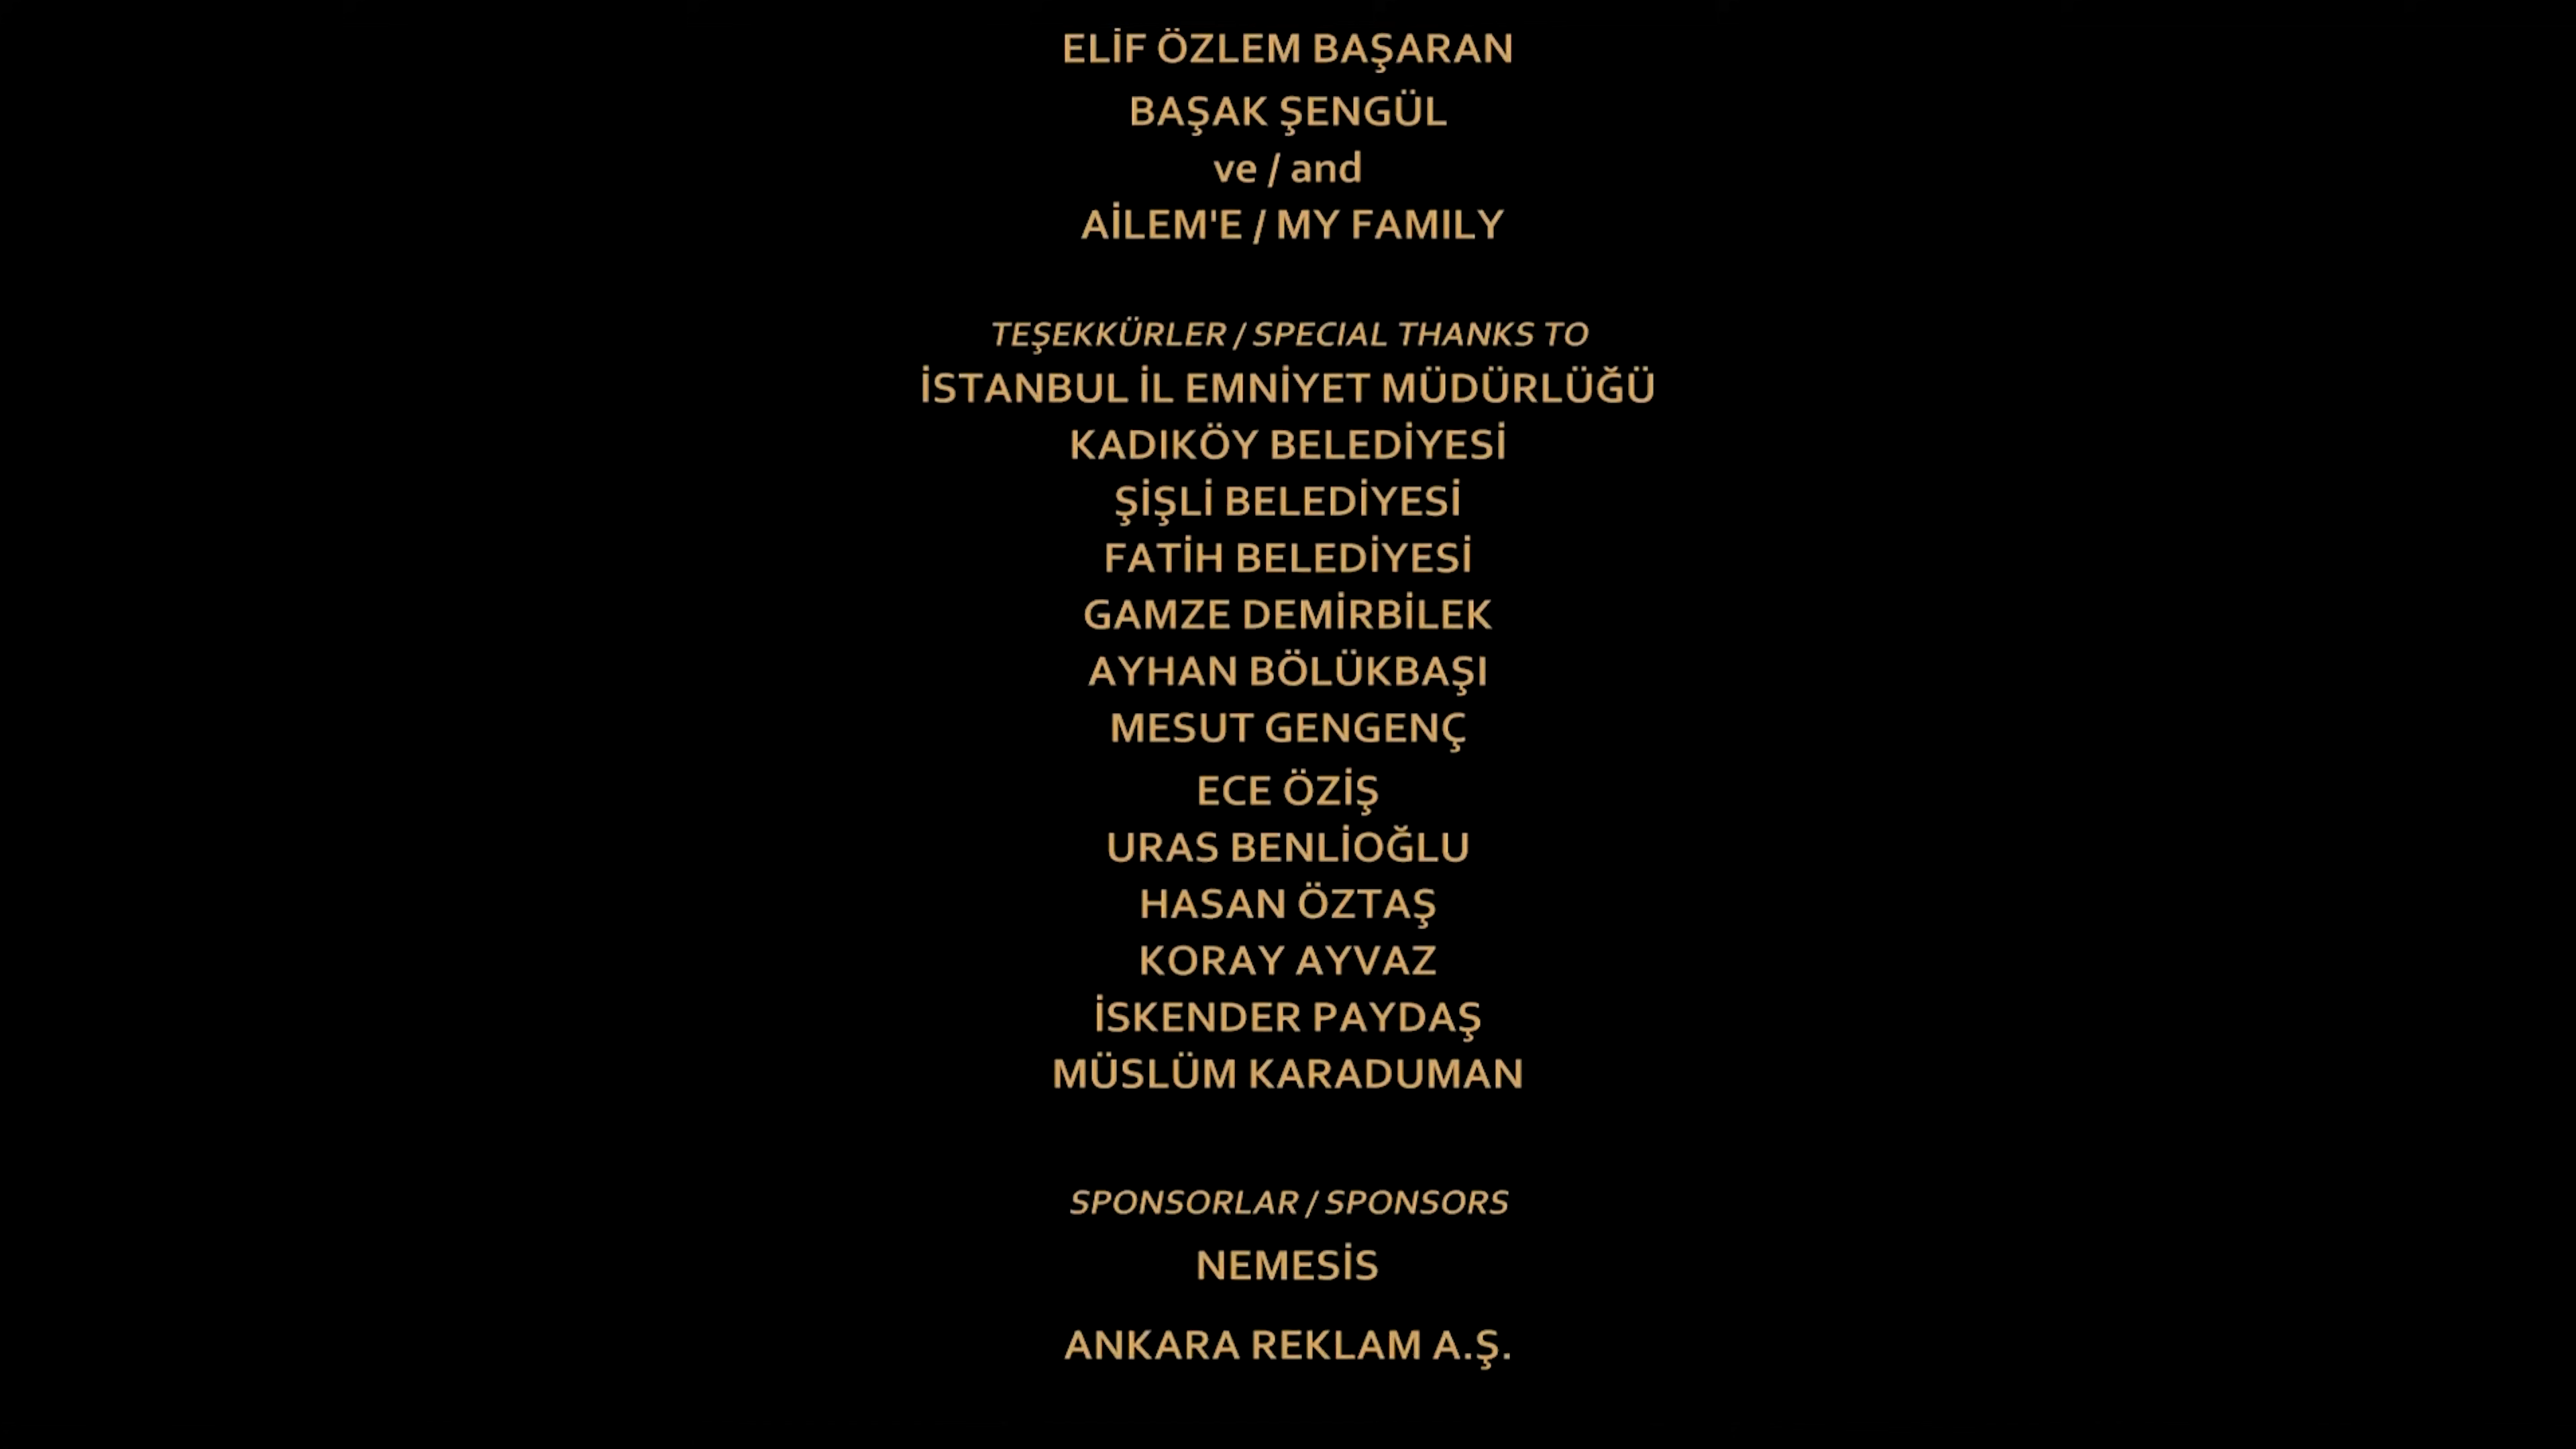 ELİF ÖZLEM BAŞARAN
BAŞAK ŞENGÜL
ve / and
AİLEM'E / MY FAMILY
TEŞEKKÜRLER / SPECIAL THANKS TO
İSTANBUL İL EMNİYET MÜDÜRLÜĞÜ
KADIKÖY BELEDİYESİ
ŞİŞLİ BELEDİYESİ
FATİH BELEDİYESİ
GAMZE DEMİRBİLEK
AYHAN BÖLÜKBAŞI
MESUT GENGENÇ
ECE ÖZİŞ
URAS BENLİOĞLU
HASAN ÖZTAŞ
KORAY AYVAZ
İSKENDER PAYDAŞ
MÜSLÜM KARADUMAN
SPONSORLAR / SPONSORS
NEMESİS
ANKARA REKLAM A.Ş.